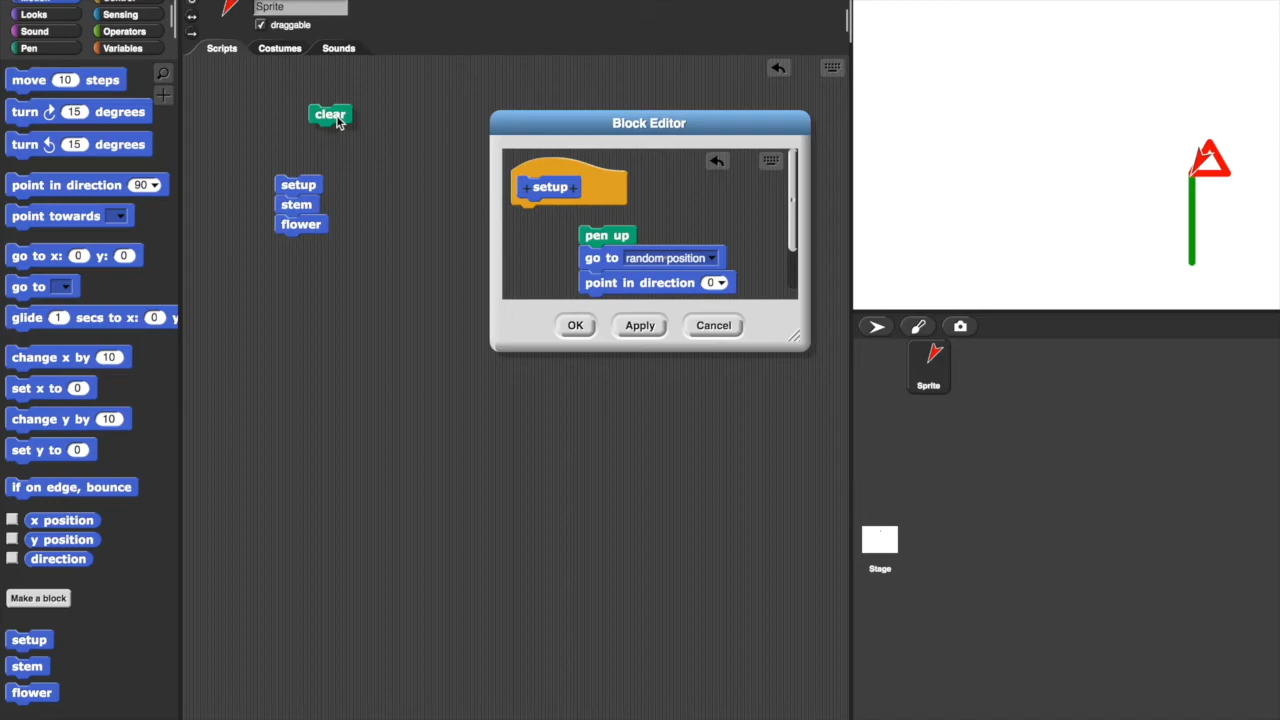 Motion
Control
Looks
Sensing
Sound
Operators
Pen
Variables
Sprite
draggable
Scripts
Costumes
Sounds
move 10 steps
turn 15 degrees
turn 15 degrees
point in direction 90
point towards
go to x: 0 y: 0
go to
glide 1 secs to x: 0 y
change x by 10
set x to 0
change y by 10
set y to 0
if on edge, bounce
x position
y position
direction
Make a block
setup
stem
flower
clear
setup
stem
flower
Block Editor
+ setup +
pen up
go to random position
point in direction 0
OK
Apply
Cancel
Sprite
Stage